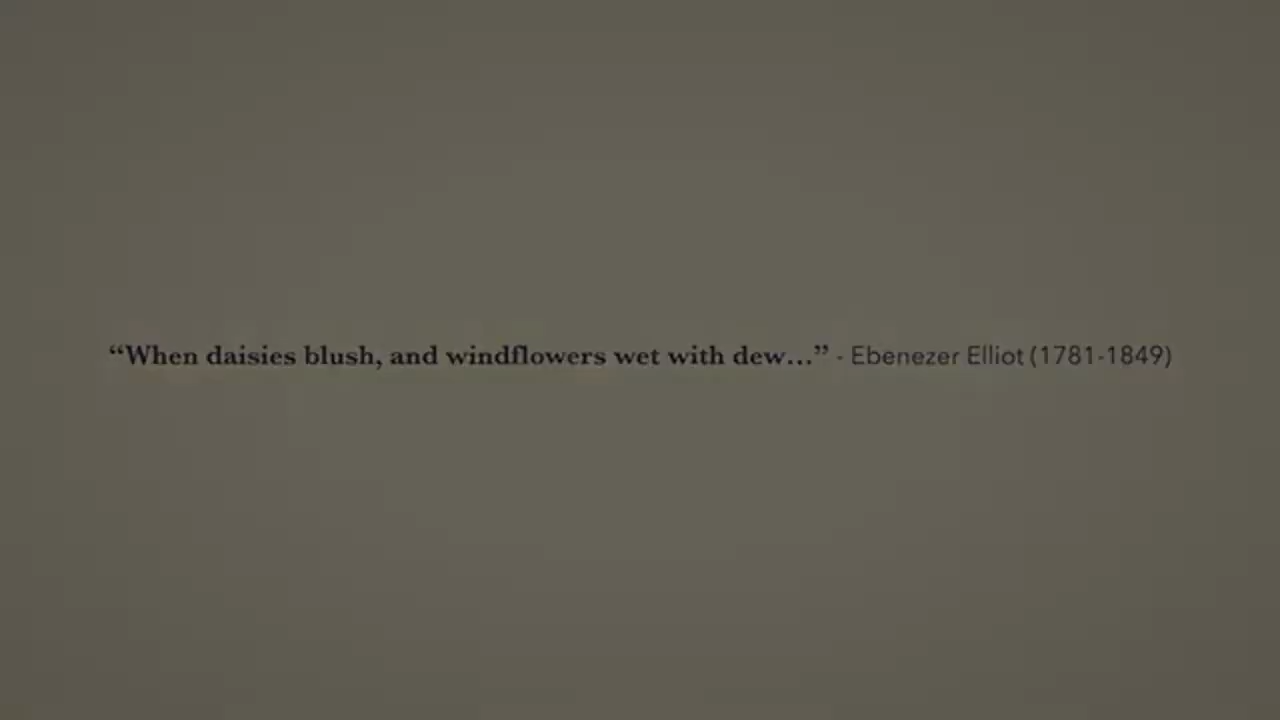 “When daisies blush, and windflowers wet with dew…” - Ebenezer Elliot (1781-1849)